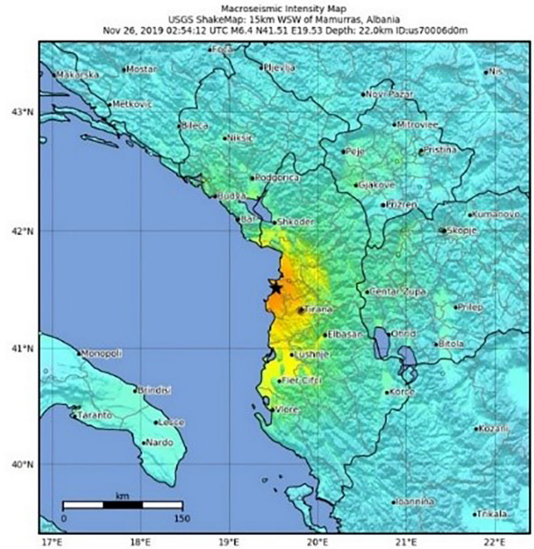 Macroseismic Intensity Map
USGS ShakeMap: 15km WSW of Mamurras, Albania
Nov 26, 2019 02:54:12 UTC M6.4 N41.51 E19.53 Depth: 22.0km ID:us70006d0m
Foca
Pljevlja
Nis
Makarska
Mostar
43°N
Metkovic
Novi Pazar
Bileca
Mitrovice
Niksic
Peje
Pristina
Podgorica
Gjakove
Budva
Prizren
Kumanovo
Bar
Shkoder
42°N
Skopje
Centar Zupa
Prilep
Tirana
Elbasan
Ohrid
Bitola
41°N
Monopoli
Lushnje
Fier-Cifci
Brindisi
Korce
Taranto
Vlore
Lecce
Kozani
Nardo
40°N
km
Ioannina
0 150
Trikala
17°E 18°E 19°E 20°E 21°E 22°E